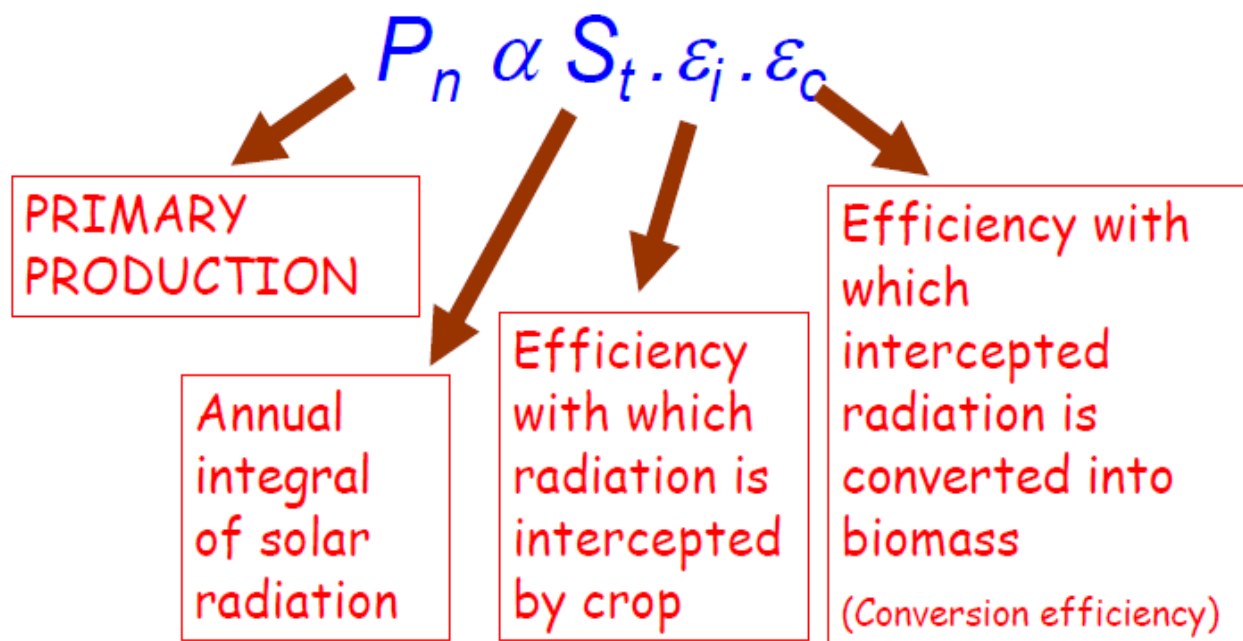 Pₙ α Sₜ . εᵢ . ε꜀
PRIMARY
PRODUCTION
Annual
integral
of solar
radiation
Efficiency
with which
radiation is
intercepted
by crop
Efficiency with
which
intercepted
radiation is
converted into
biomass
(Conversion efficiency)